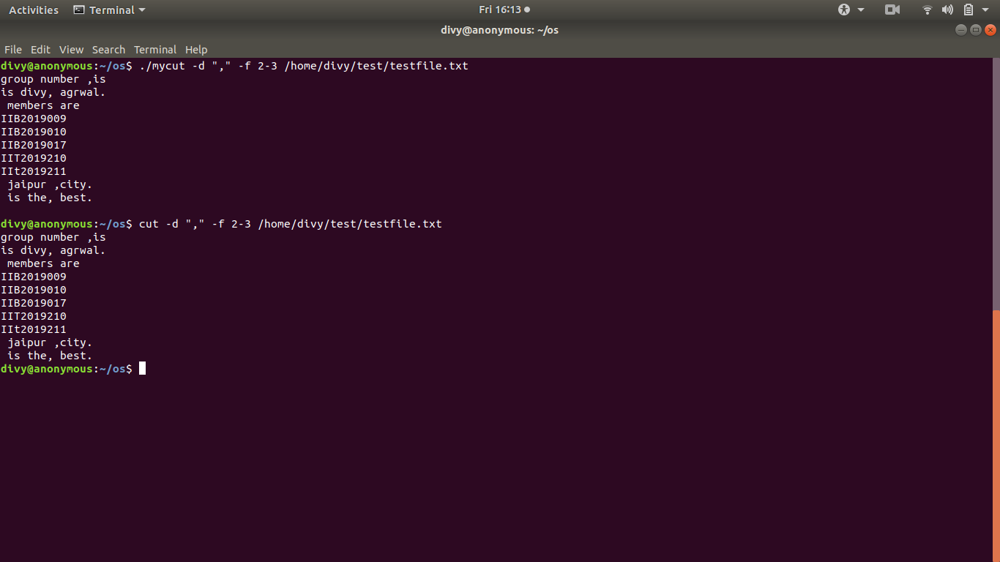 Activities Terminal Fri 16:13
divy@anonymous: ~/os
File Edit View Search Terminal Help
divy@anonymous:~/os$ ./mycut -d "," -f 2-3 /home/divy/test/testfile.txt
group number ,is
is divy, agrwal.
 members are
IIB2019009
IIB2019010
IIB2019017
IIT2019210
IIt2019211
 jaipur ,city.
 is the, best.

divy@anonymous:~/os$ cut -d "," -f 2-3 /home/divy/test/testfile.txt
group number ,is
is divy, agrwal.
 members are
IIB2019009
IIB2019010
IIB2019017
IIT2019210
IIt2019211
 jaipur ,city.
 is the, best.
divy@anonymous:~/os$